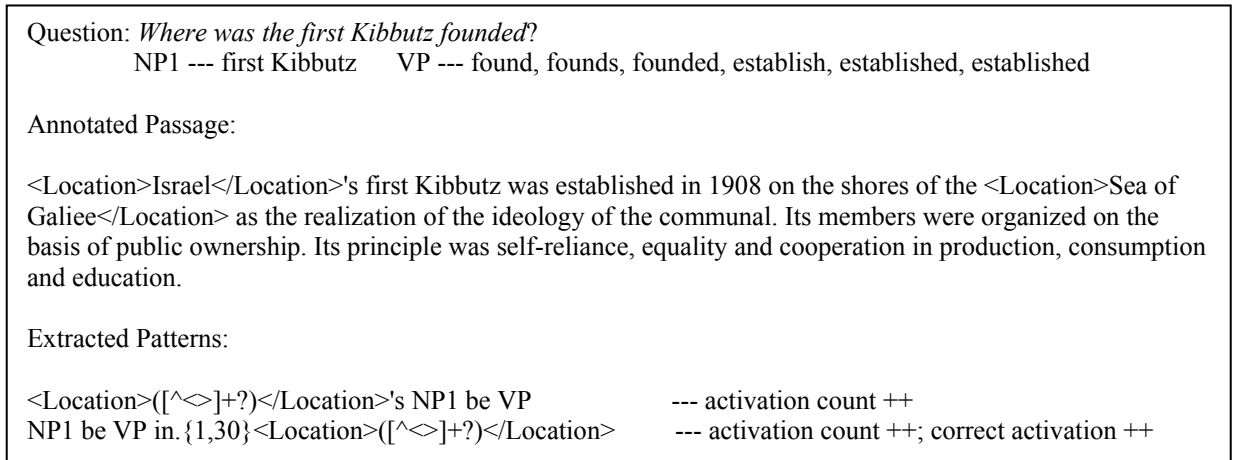 Question: Where was the first Kibbutz founded?
NP1 --- first Kibbutz VP --- found, founds, founded, establish, established, established
Annotated Passage:
<Location>Israel</Location>'s first Kibbutz was established in 1908 on the shores of the <Location>Sea of
Galiee</Location> as the realization of the ideology of the communal. Its members were organized on the
basis of public ownership. Its principle was self-reliance, equality and cooperation in production, consumption
and education.
Extracted Patterns:
<Location>([^<>]+?)</Location>'s NP1 be VP --- activation count ++
NP1 be VP in.{1,30}<Location>([^<>]+?)</Location> --- activation count ++; correct activation ++